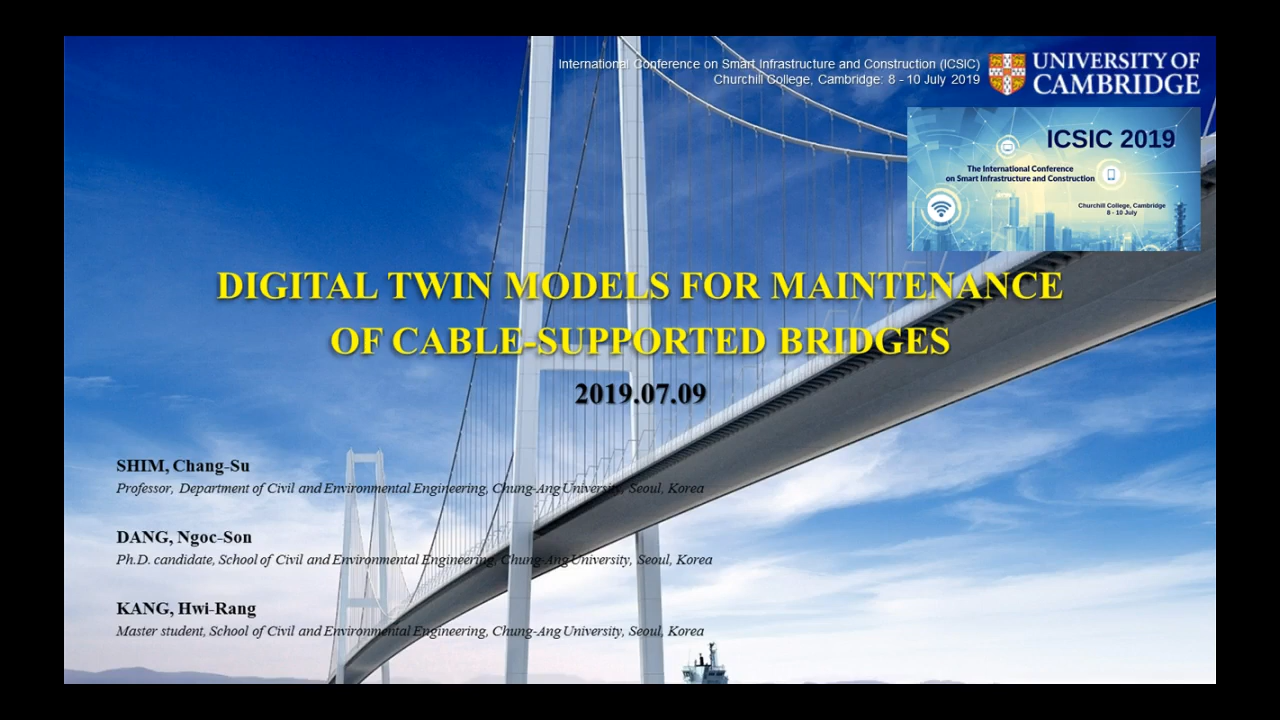 International Conference on Smart Infrastructure and Construction (ICSIC)
Churchill College, Cambridge: 8 - 10 July 2019
UNIVERSITY OF
CAMBRIDGE
ICSIC 2019
The International Conference
on Smart Infrastructure and Construction
Churchill College, Cambridge
8 - 10 July
DIGITAL TWIN MODELS FOR MAINTENANCE
OF CABLE-SUPPORTED BRIDGES
2019.07.09
SHIM, Chang-Su
Professor, Department of Civil and Environmental Engineering, Chung-Ang University, Seoul, Korea
DANG, Ngoc-Son
Ph.D. candidate, School of Civil and Environmental Engineering, Chung-Ang University, Seoul, Korea
KANG, Hwi-Rang
Master student, School of Civil and Environmental Engineering, Chung-Ang University, Seoul, Korea